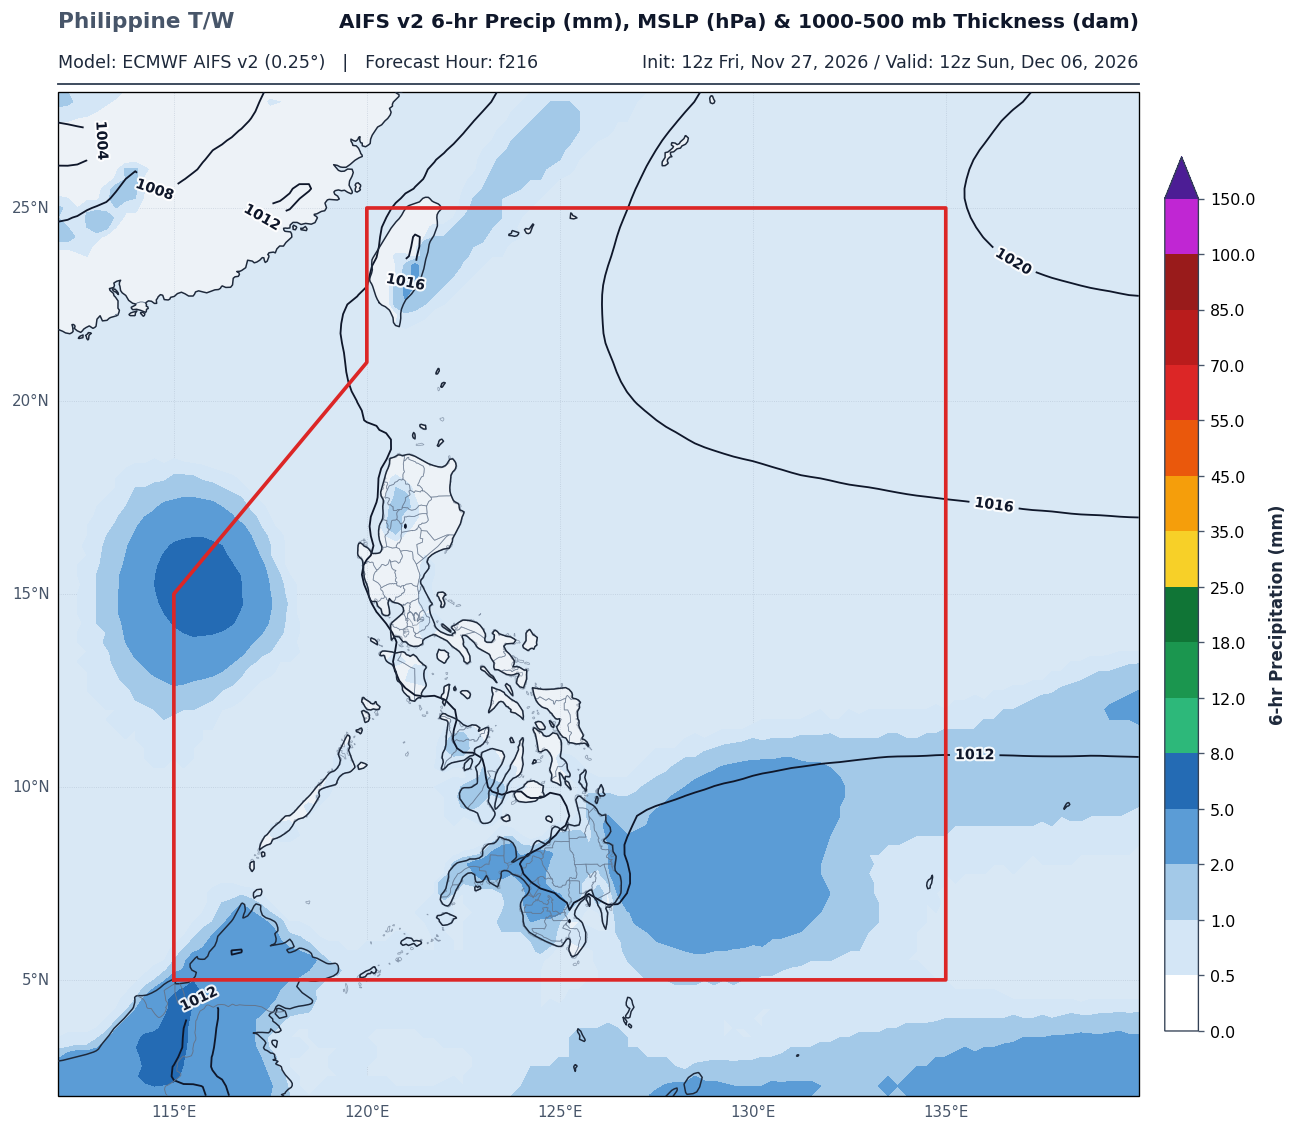 Philippine T/W
AIFS v2 6-hr Precip (mm), MSLP (hPa) & 1000-500 mb Thickness (dam)
Model: ECMWF AIFS v2 (0.25°) | Forecast Hour: f216
Init: 12z Fri, Nov 27, 2026 / Valid: 12z Sun, Dec 06, 2026
1004
1008
1012
1016
1020
1016
1012
1012
25°N
20°N
15°N
10°N
5°N
115°E
120°E
125°E
130°E
135°E
150.0
100.0
85.0
70.0
55.0
45.0
35.0
25.0
18.0
12.0
8.0
5.0
2.0
1.0
0.5
0.0
6-hr Precipitation (mm)